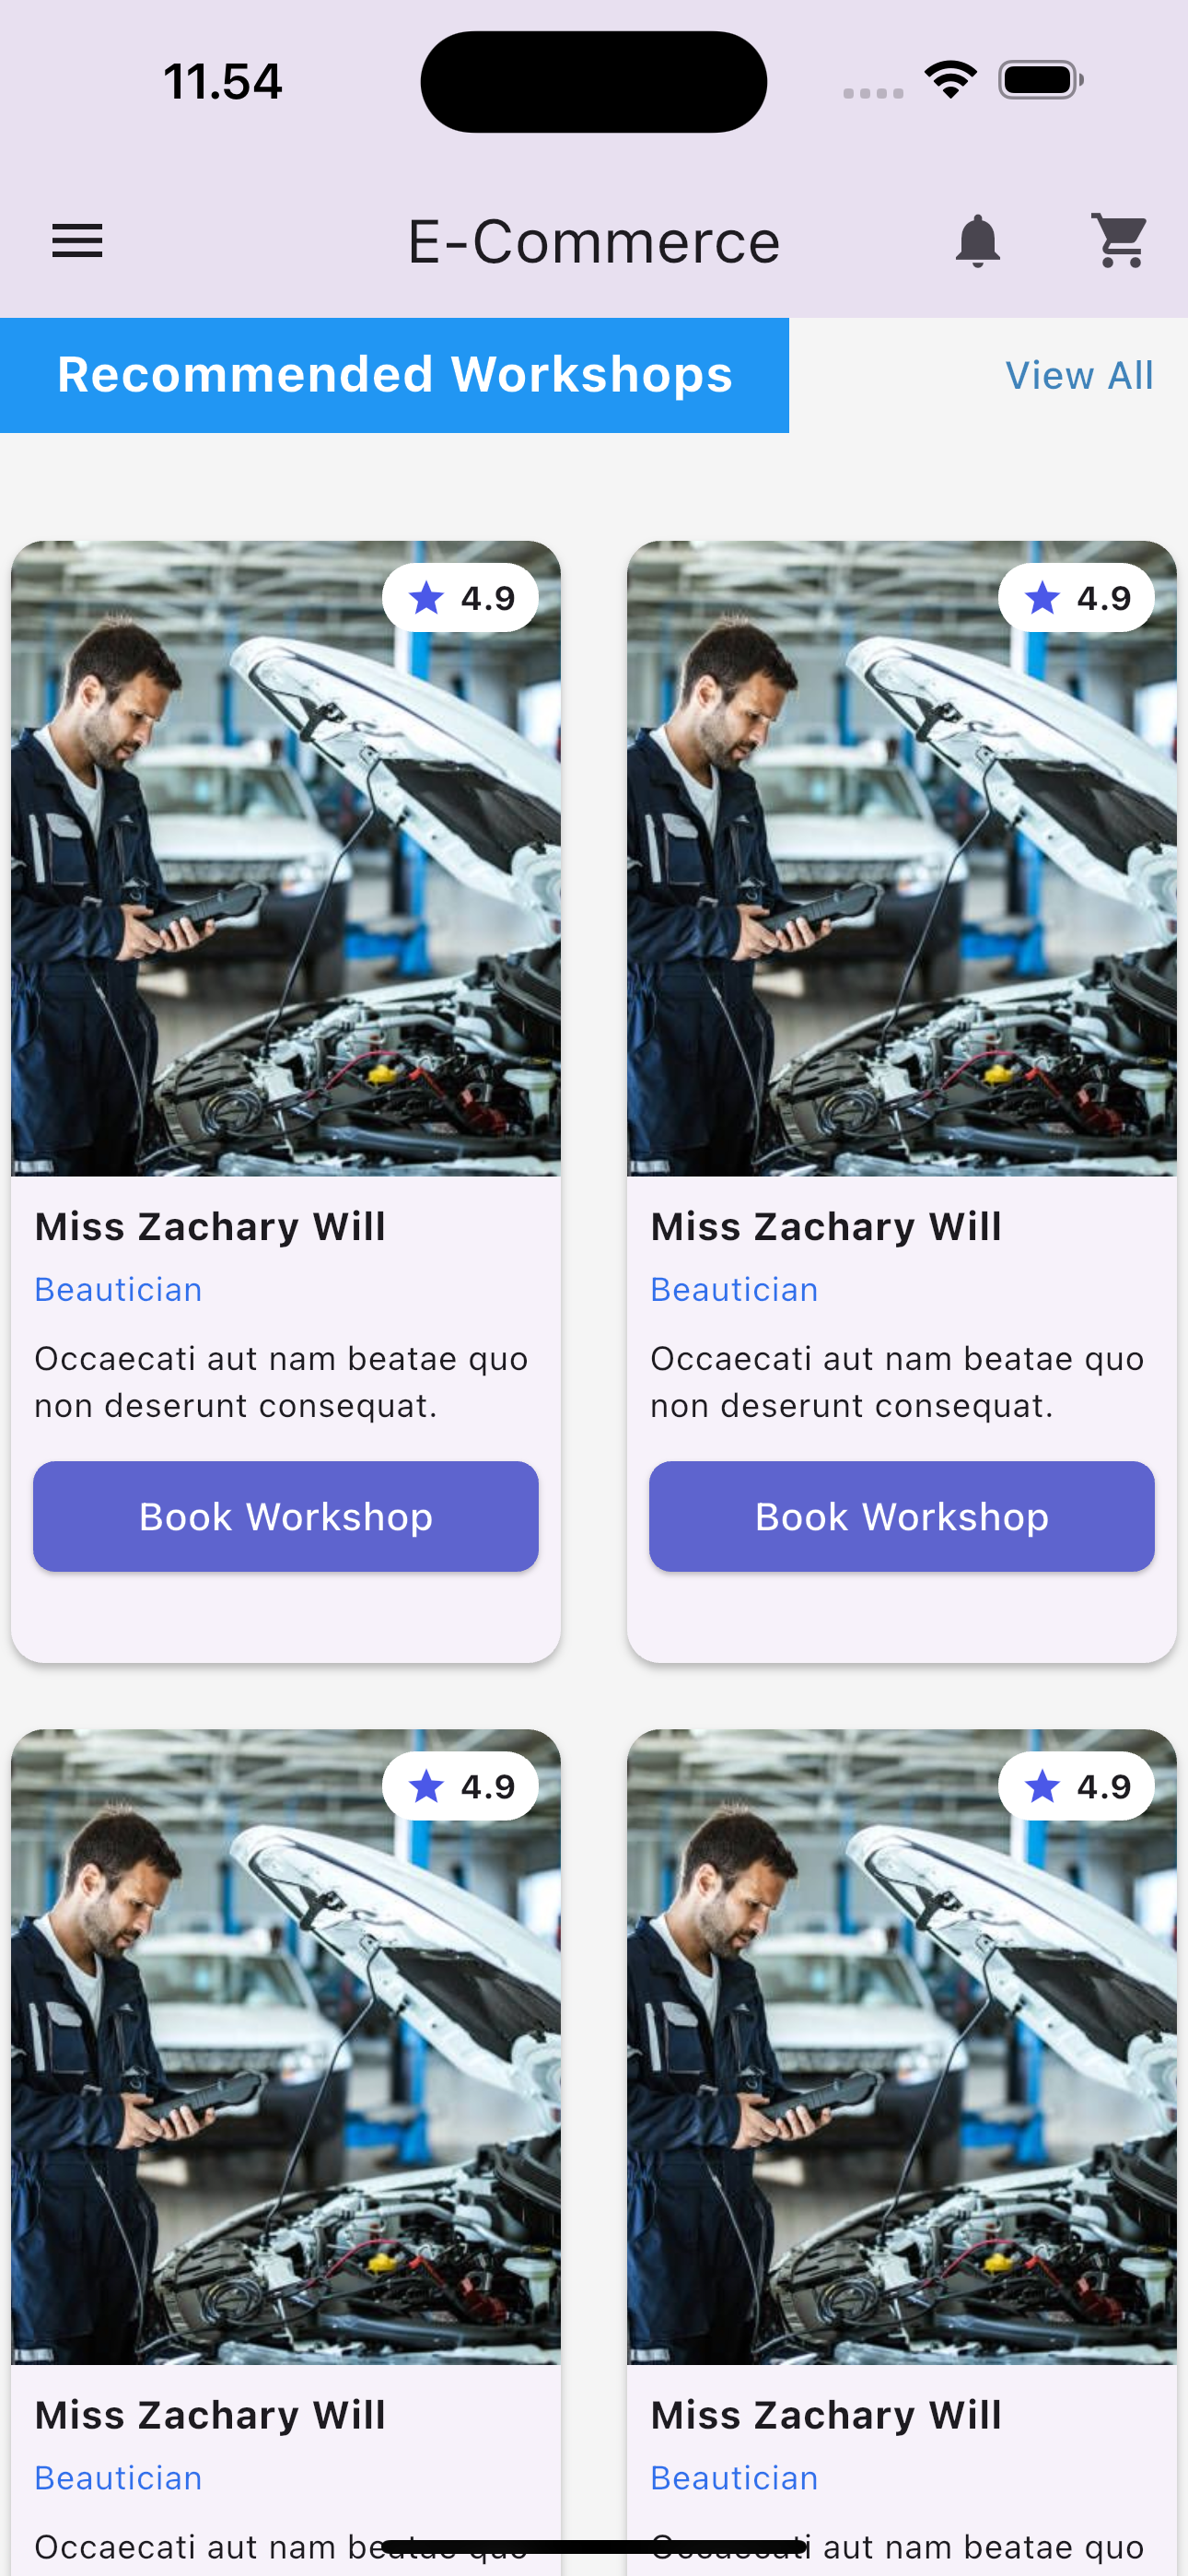 11.54
E-Commerce
Recommended Workshops
View All
4.9
4.9
Miss Zachary Will
Beautician
Occaecati aut nam beatae quo
non deserunt consequat.
Book Workshop
Miss Zachary Will
Beautician
Occaecati aut nam beatae quo
non deserunt consequat.
Book Workshop
4.9
4.9
Miss Zachary Will
Beautician
Occaecati aut nam beatae quo
Miss Zachary Will
Beautician
Occaecati aut nam beatae quo